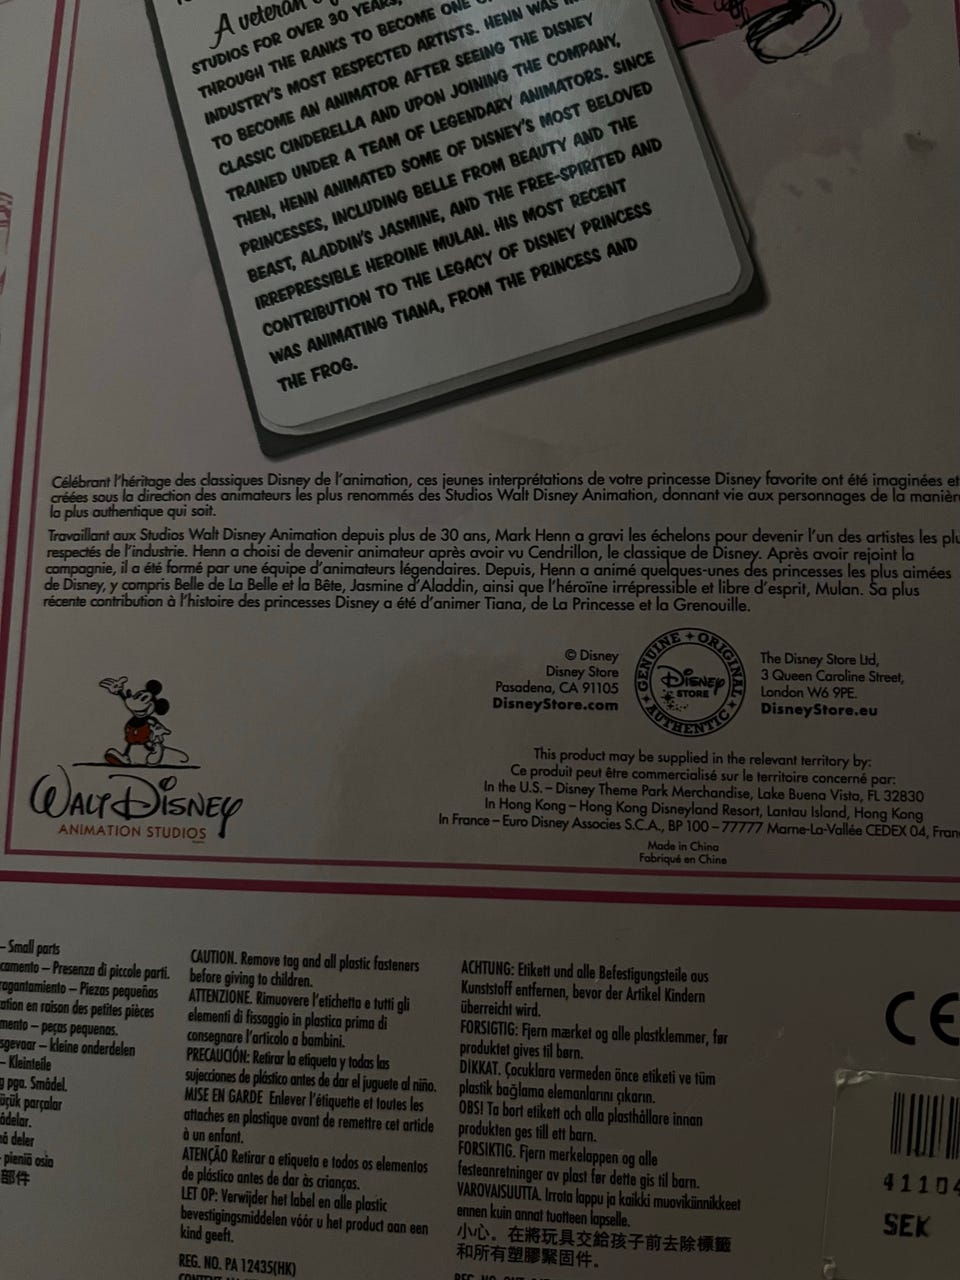 A veteran
STUDIOS FOR OVER 30 YEARS,
THROUGH THE RANKS TO BECOME ONE
INDUSTRY'S MOST RESPECTED ARTISTS. HENN WAS
TO BECOME AN ANIMATOR AFTER SEEING THE DISNEY
CLASSIC CINDERELLA AND UPON JOINING THE COMPANY,
TRAINED UNDER A TEAM OF LEGENDARY ANIMATORS. SINCE
THEN, HENN ANIMATED SOME OF DISNEY'S MOST BELOVED
PRINCESSES, INCLUDING BELLE FROM BEAUTY AND THE
BEAST, ALADDIN'S JASMINE, AND THE FREE-SPIRITED AND
IRREPRESSIBLE HEROINE MULAN. HIS MOST RECENT
CONTRIBUTION TO THE LEGACY OF DISNEY PRINCESS
WAS ANIMATING TIANA, FROM THE PRINCESS AND
THE FROG.
Célébrant l'héritage des classiques Disney de l'animation, ces jeunes interprétations de votre princesse Disney favorite ont été imaginées et
créées sous la direction des animateurs les plus renommés des Studios Walt Disney Animation, donnant vie aux personnages de la manièr
la plus authentique qui soit.
Travaillant aux Studios Walt Disney Animation depuis plus de 30 ans, Mark Henn a gravi les échelons pour devenir l'un des artistes les plu
respectés de l'industrie. Henn a choisi de devenir animateur après avoir vu Cendrillon, le classique de Disney. Après avoir rejoint la
compagnie, il a été formé par une équipe d'animateurs légendaires. Depuis, Henn a animé quelques-unes des princesses les plus aimées
de Disney, y compris Belle de La Belle et la Bête, Jasmine d'Aladdin, ainsi que l'héroïne irrépressible et libre d'esprit, Mulan. Sa plus
récente contribution à l'histoire des princesses Disney a été d'animer Tiana, de La Princesse et la Grenouille.
© Disney
Disney Store
Pasadena, CA 91105
DisneyStore.com
GENUINE ORIGINAL AUTHENTIC
Disney
STORE
The Disney Store Ltd,
3 Queen Caroline Street,
London W6 9PE.
DisneyStore.eu
WALT DISNEY
ANIMATION STUDIOS
This product may be supplied in the relevant territory by:
Ce produit peut être commercialisé sur le territoire concerné par:
In the U.S. – Disney Theme Park Merchandise, Lake Buena Vista, FL 32830
In Hong Kong – Hong Kong Disneyland Resort, Lantau Island, Hong Kong
In France – Euro Disney Associes S.C.A., BP 100 – 77777 Marne-La-Vallée CEDEX 04, Fran
Made in China
Fabriqué en Chine
– Small parts
camento – Presenza di piccole parti.
ragantamiento – Piezas pequeñas
ation en raison des petites pièces
mento – peças pequenas.
sgevaar – kleine onderdelen
– Kleinteile
g pga. Smådel.
üçük parçalar
ådelar.
må deler
pieniä osia
部件
CAUTION. Remove tag and all plastic fasteners
before giving to children.
ATTENZIONE. Rimuovere l'etichetta e tutti gli
elementi di fissaggio in plastica prima di
consegnare l'articolo a bambini.
PRECAUCIÓN: Retirar la etiqueta y todas las
sujecciones de plástico antes de dar el juguete al niño.
MISE EN GARDE Enlever l'étiquette et toutes les
attaches en plastique avant de remettre cet article
à un enfant.
ATENÇÃO Retirar a etiqueta e todos os elementos
de plástico antes de dar às crianças.
LET OP: Verwijder het label en alle plastic
bevestigingsmiddelen vóór u het product aan een
kind geeft.
REG. NO. PA 12435(HK)
ACHTUNG: Etikett und alle Befestigungsteile aus
Kunststoff entfernen, bevor der Artikel Kindern
überreicht wird.
FORSIGTIG: Fjern mærket og alle plastklemmer, før
produktet gives til børn.
DİKKAT. Çocuklara vermeden önce etiketi ve tüm
plastik bağlama elemanlarını çıkarın.
OBS! Ta bort etikett och alla plasthållare innan
produkten ges till ett barn.
FORSIKTIG. Fjern merkelappen og alle
festeanretninger av plast før dette gis til barn.
VAROVAISUUTTA. Irrota lappu ja kaikki muovikiinnikkeet
ennen kuin annat tuotteen lapselle.
小心。在將玩具交給孩子前去除標籤
和所有塑膠緊固件。
CE
41104
SEK